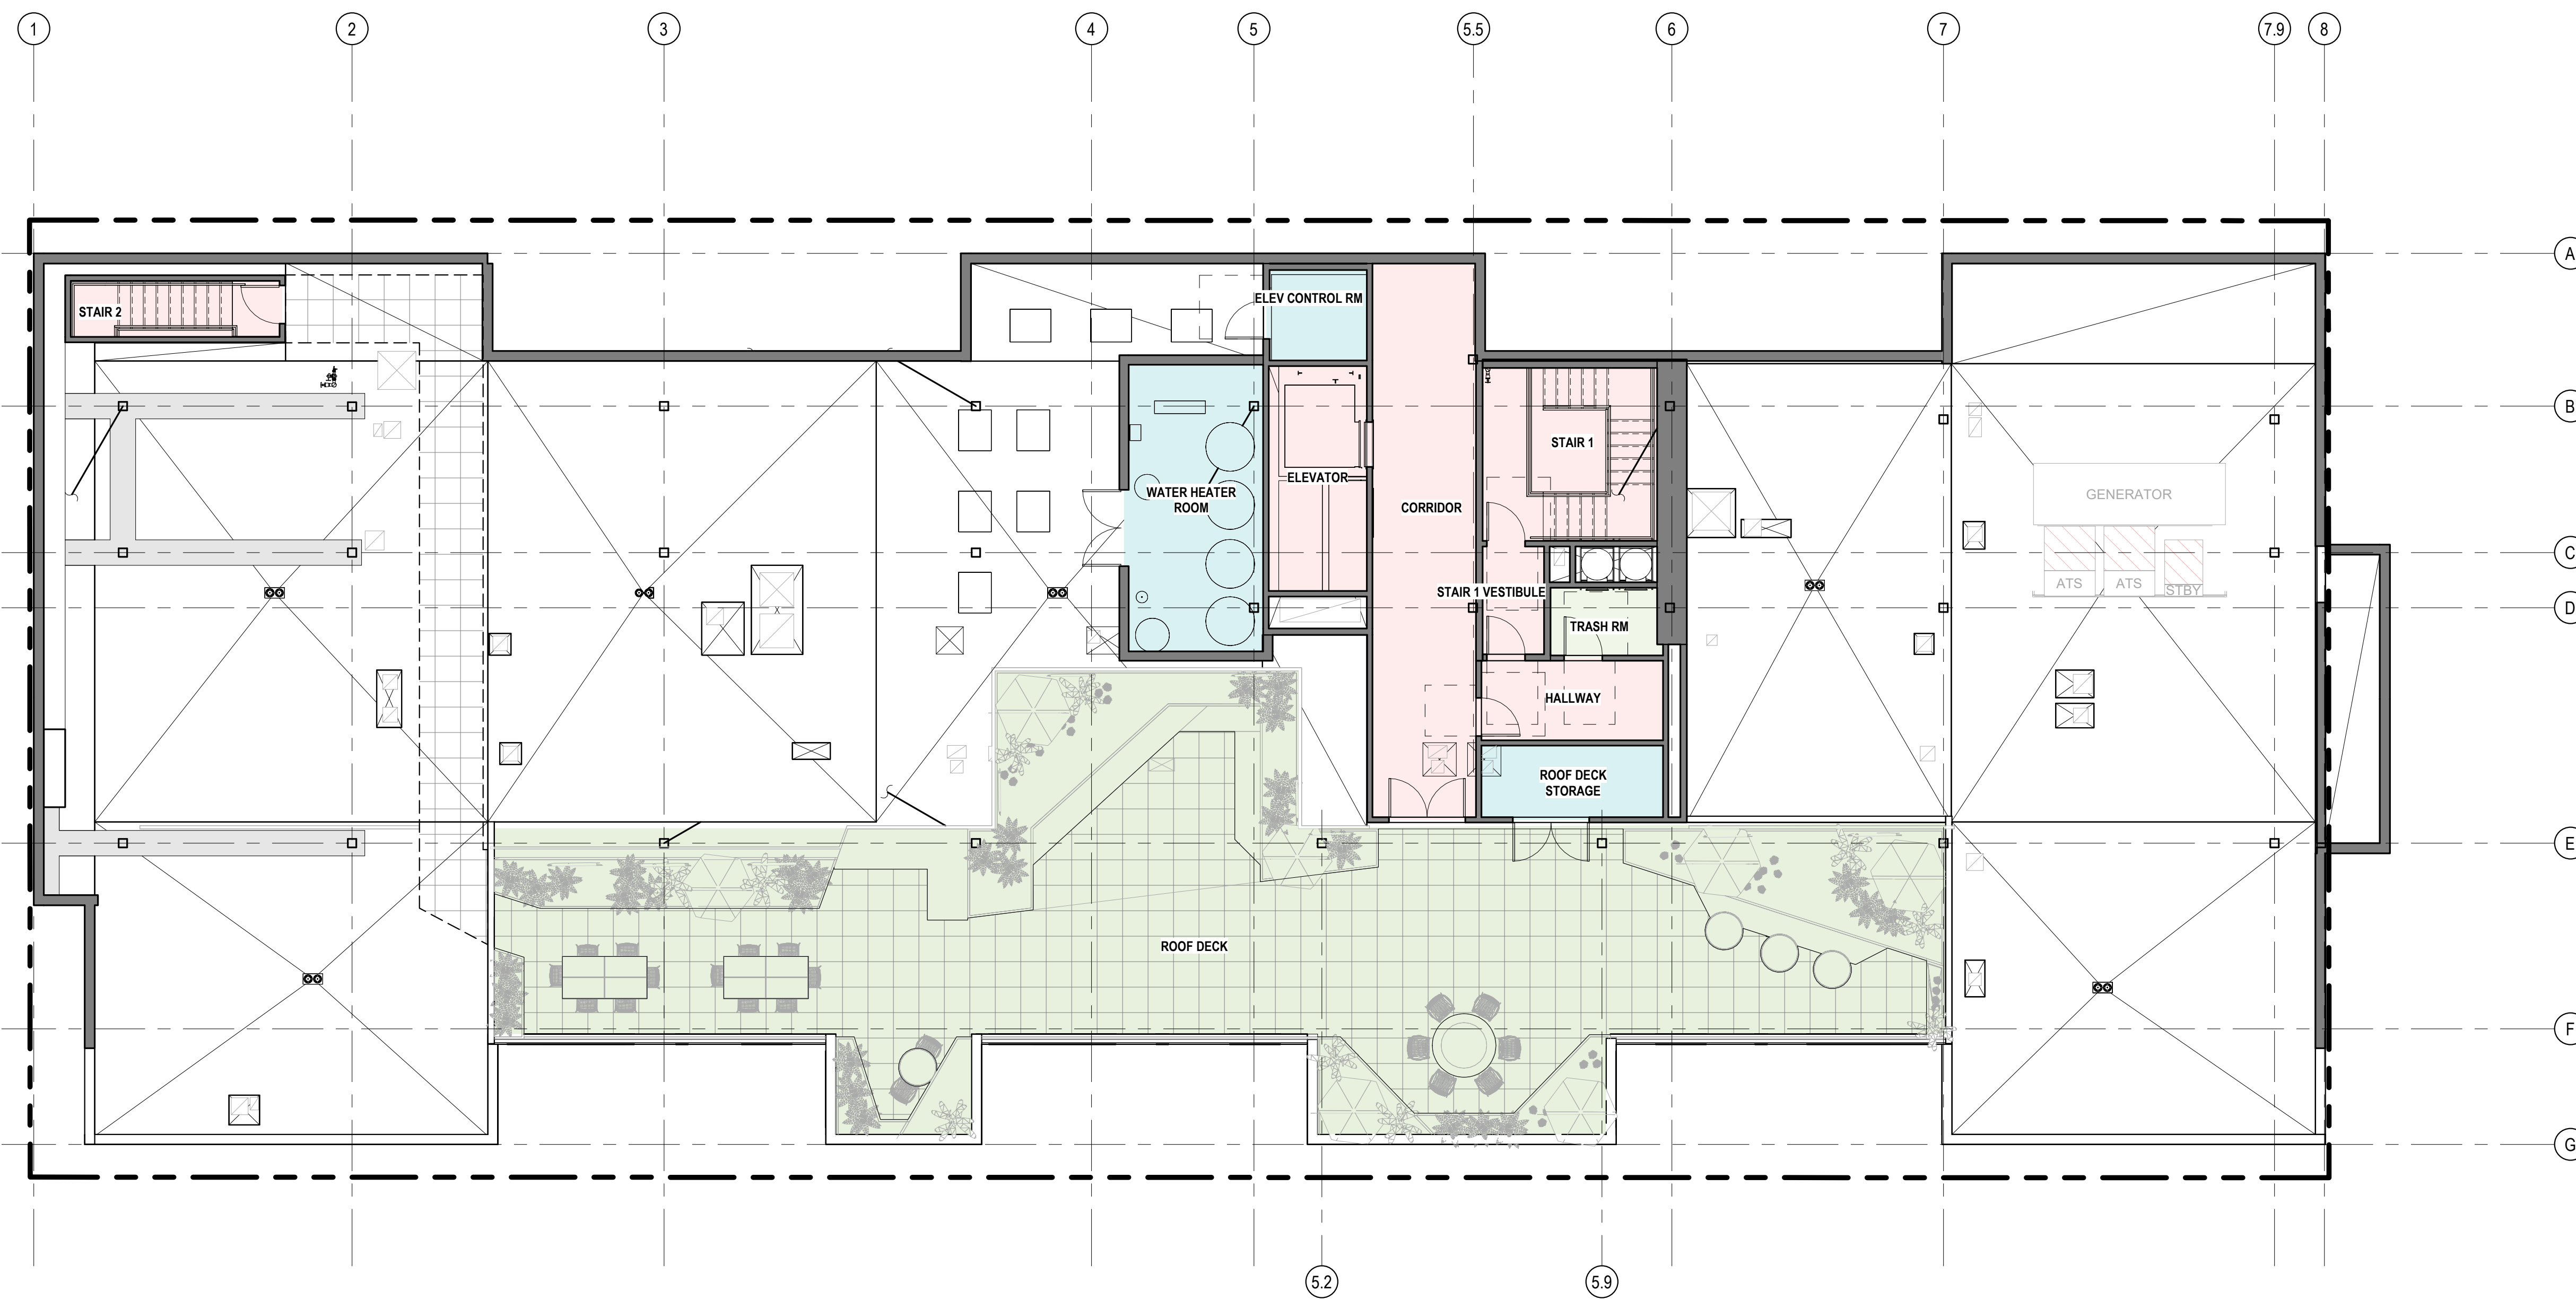 1
2
3
4
5
5.5
6
7
7.9
8
A
STAIR 2
ELEV CONTROL RM
B
STAIR 1
ELEVATOR
WATER HEATER
ROOM
CORRIDOR
GENERATOR
C
ATS
ATS
STBY
STAIR 1 VESTIBULE
D
TRASH RM
HALLWAY
ROOF DECK
STORAGE
E
ROOF DECK
F
G
5.2
5.9